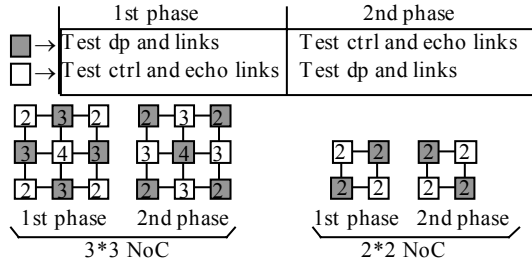 1st phase 2nd phase
→ Test dp and links Test ctrl and echo links
→ Test ctrl and echo links Test dp and links
2 3 2 2 3 2
3 4 3 3 4 3 2 2 2 2
2 3 2 2 3 2 2 2 2 2
1st phase 2nd phase 1st phase 2nd phase
3*3 NoC 2*2 NoC